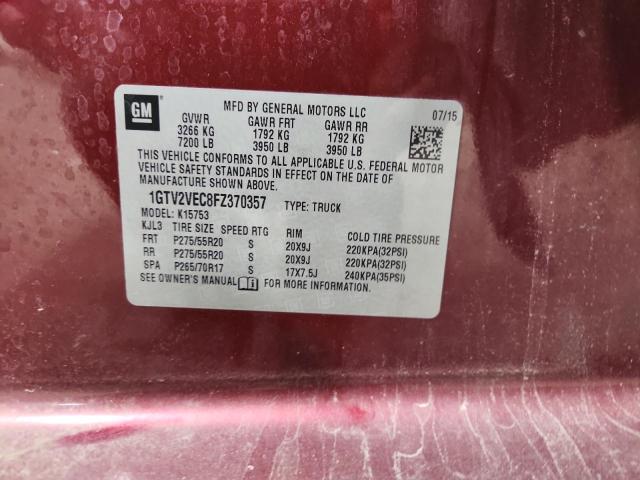 GM
MFD BY GENERAL MOTORS LLC
07/15
GVWR GAWR FRT GAWR RR
3266 KG 1792 KG 1792 KG
7200 LB 3950 LB 3950 LB
THIS VEHICLE CONFORMS TO ALL APPLICABLE U.S. FEDERAL MOTOR
VEHICLE SAFETY STANDARDS IN EFFECT ON THE DATE OF
MANUFACTURE SHOWN ABOVE.
1GTV2VEC8FZ370357 TYPE: TRUCK
MODEL: K15753
KJL3 TIRE SIZE SPEED RTG RIM COLD TIRE PRESSURE
FRT P275/55R20 S 20X9J 220KPA(32PSI)
RR P275/55R20 S 20X9J 220KPA(32PSI)
SPA P265/70R17 S 17X7.5J 240KPA(35PSI)
SEE OWNER'S MANUAL FOR MORE INFORMATION.